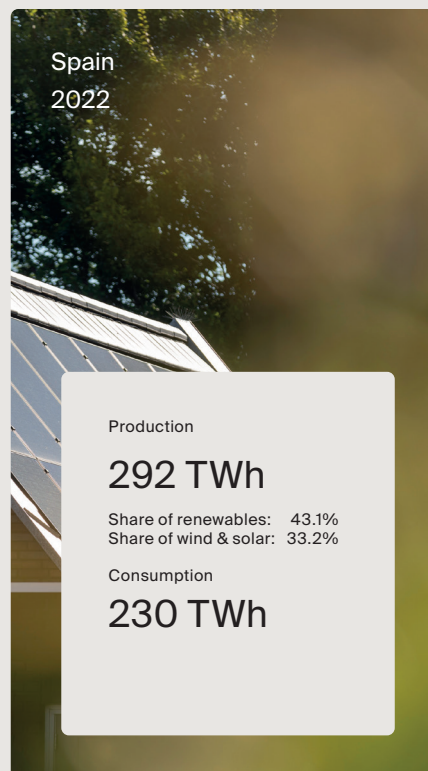 Spain
2022
Production
292 TWh
Share of renewables: 43.1%
Share of wind & solar: 33.2%
Consumption
230 TWh